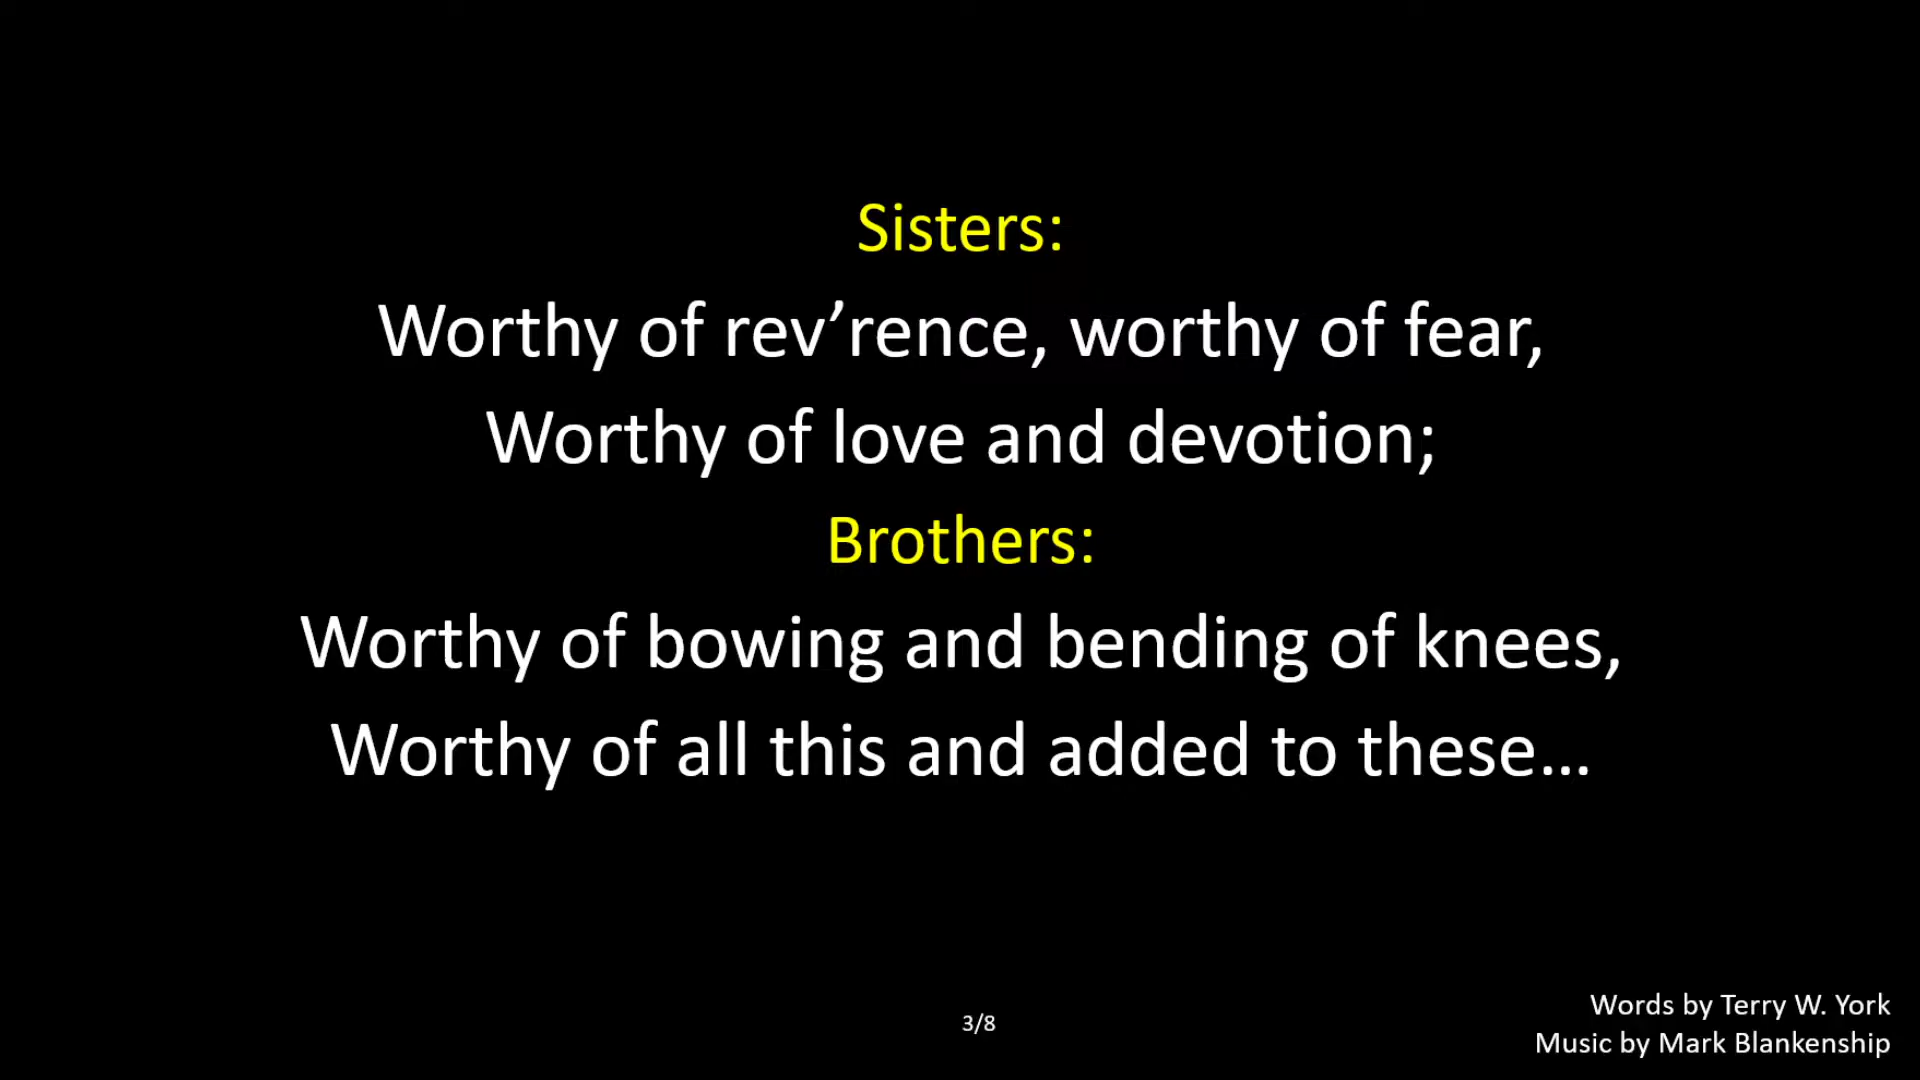 Sisters:
Worthy of rev’rence, worthy of fear,
Worthy of love and devotion;
Brothers:
Worthy of bowing and bending of knees,
Worthy of all this and added to these…
3/8
Words by Terry W. York
Music by Mark Blankenship